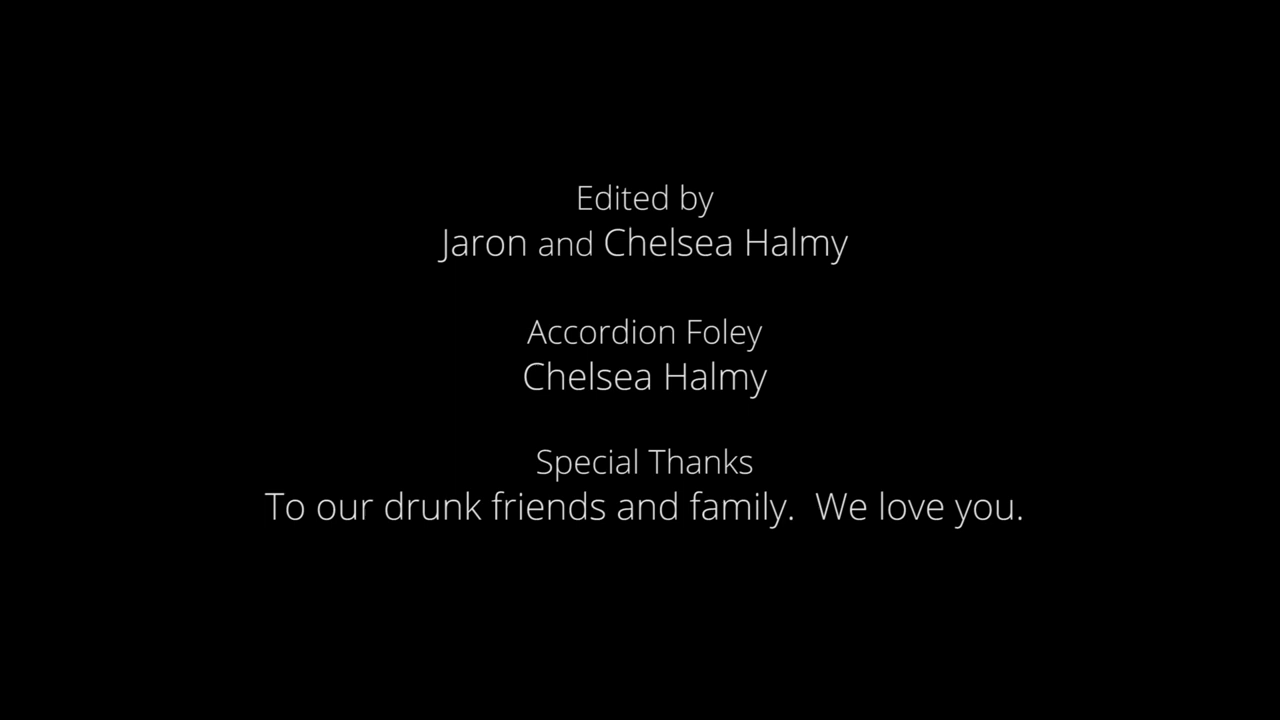 Edited by
Jaron and Chelsea Halmy
Accordion Foley
Chelsea Halmy
Special Thanks
To our drunk friends and family.  We love you.